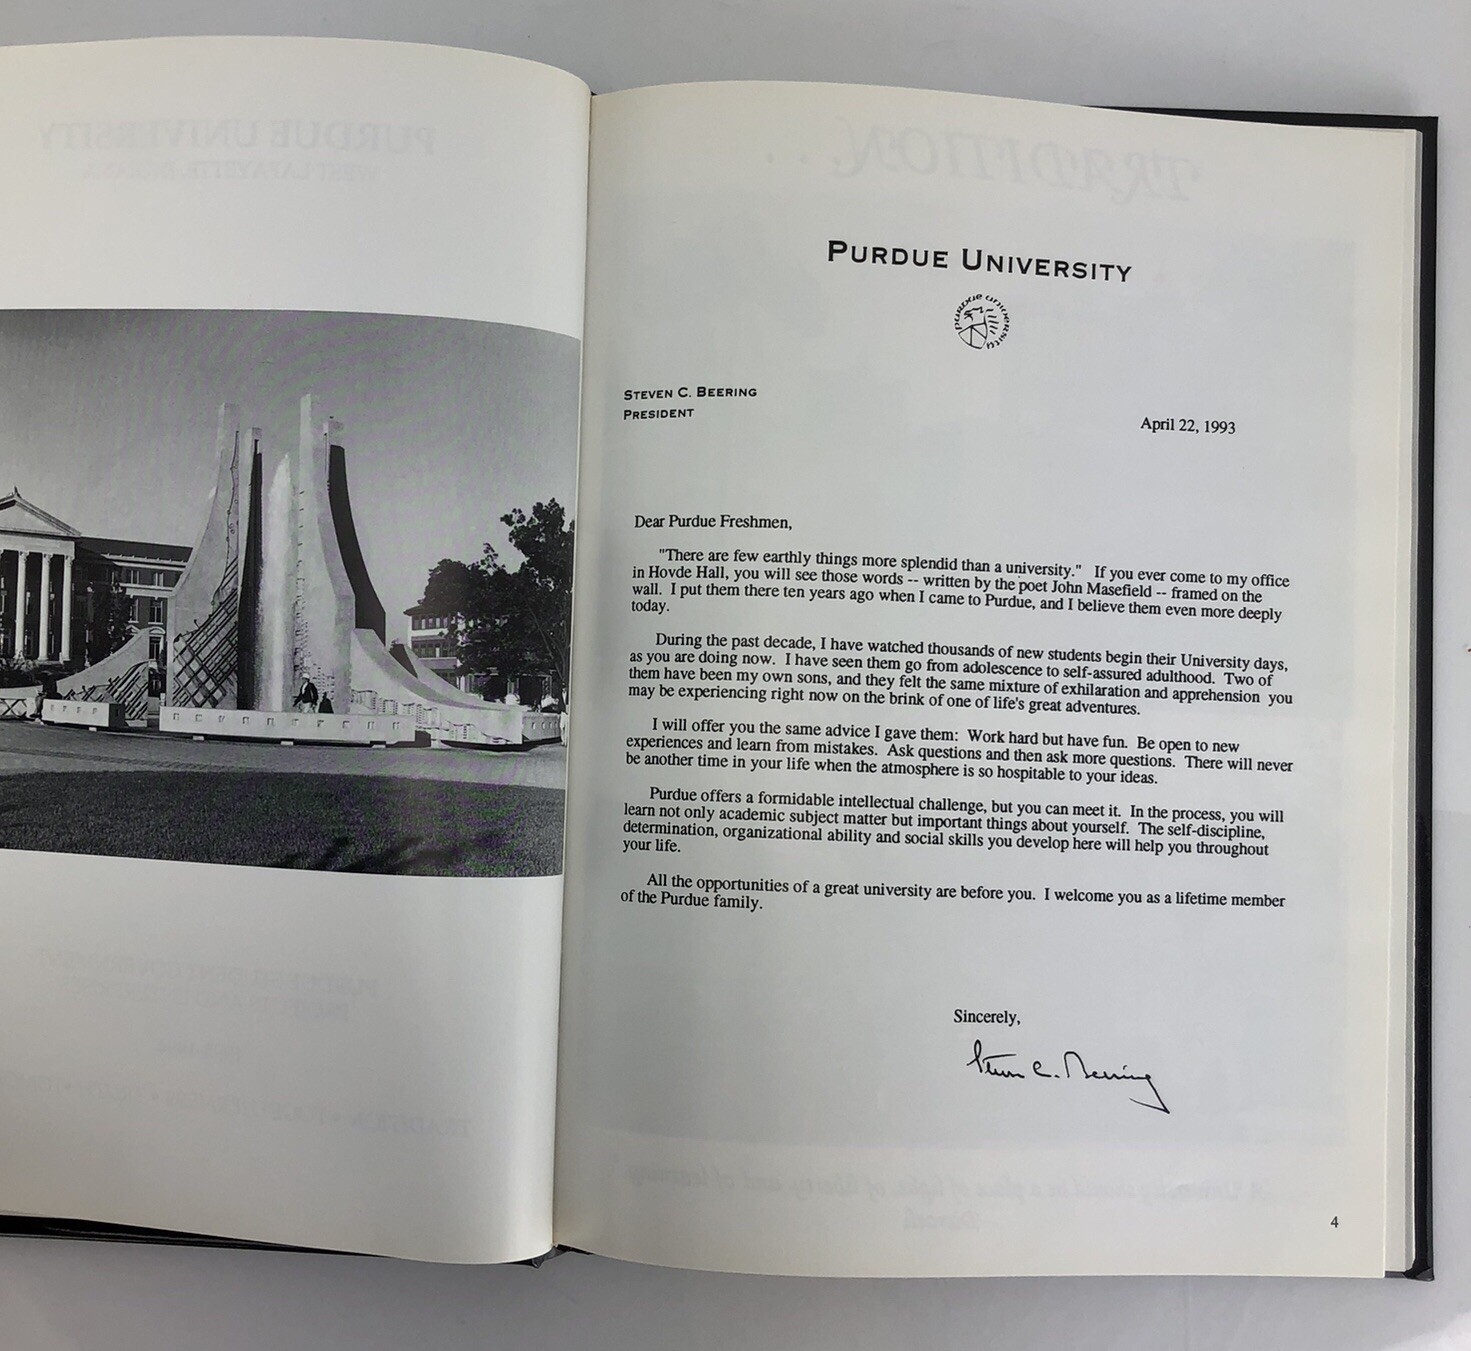 PURDUE UNIVERSITY
WEST LAFAYETTE, INDIANA
TRADITION. . .
PURDUE UNIVERSITY
PURDUE UNIVERSITY
STEVEN C. BEERING
PRESIDENT
April 22, 1993
Dear Purdue Freshmen,
"There are few earthly things more splendid than a university." If you ever come to my office
in Hovde Hall, you will see those words -- written by the poet John Masefield -- framed on the
wall. I put them there ten years ago when I came to Purdue, and I believe them even more deeply
today.
During the past decade, I have watched thousands of new students begin their University days,
as you are doing now. I have seen them go from adolescence to self-assured adulthood. Two of
them have been my own sons, and they felt the same mixture of exhilaration and apprehension you
may be experiencing right now on the brink of one of life's great adventures.
I will offer you the same advice I gave them: Work hard but have fun. Be open to new
experiences and learn from mistakes. Ask questions and then ask more questions. There will never
be another time in your life when the atmosphere is so hospitable to your ideas.
Purdue offers a formidable intellectual challenge, but you can meet it. In the process, you will
learn not only academic subject matter but important things about yourself. The self-discipline,
determination, organizational ability and social skills you develop here will help you throughout
your life.
All the opportunities of a great university are before you. I welcome you as a lifetime member
of the Purdue family.
Sincerely,
Steven C. Beering
4